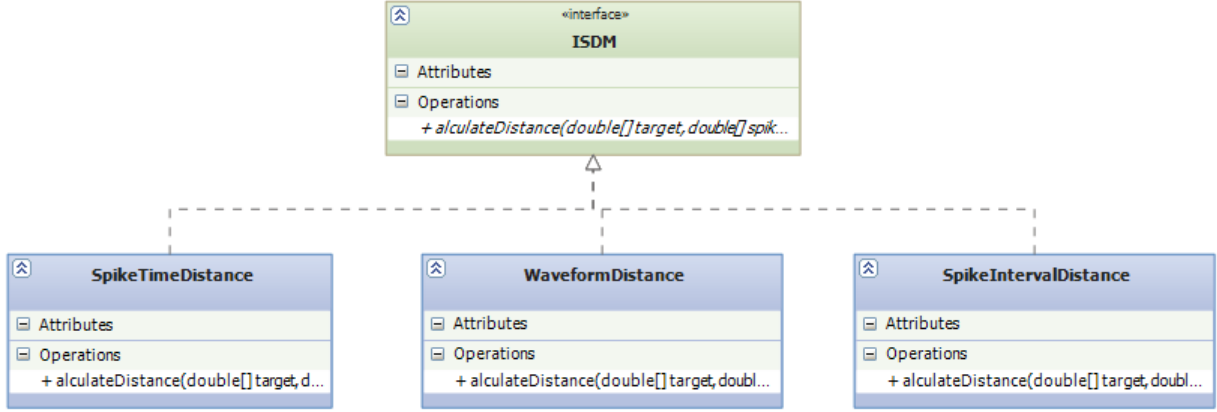 «interface»
ISDM
Attributes
Operations
+ alculateDistance(double[] target, double[] spik...
SpikeTimeDistance
Attributes
Operations
+ alculateDistance(double[] target, d...
WaveformDistance
Attributes
Operations
+ alculateDistance(double[] target, doubl...
SpikeIntervalDistance
Attributes
Operations
+ alculateDistance(double[] target, doubl...